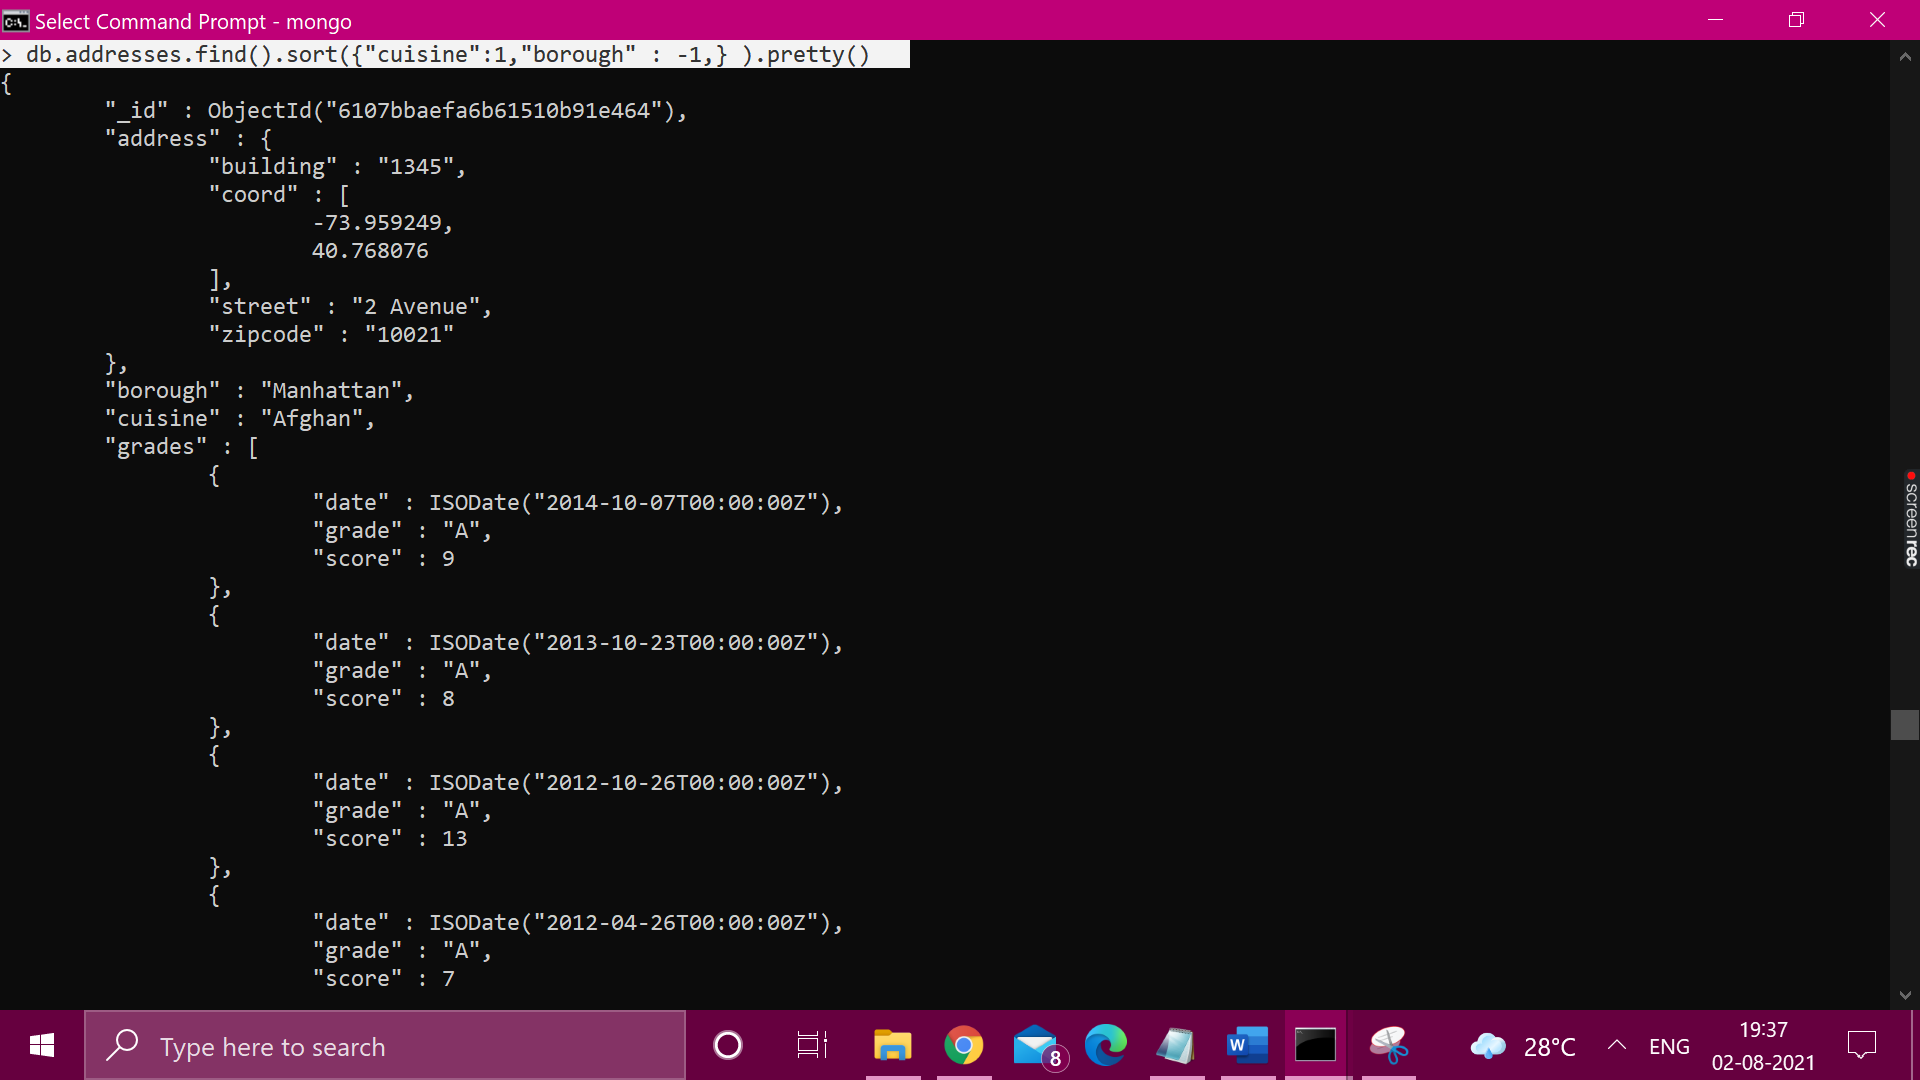 Select Command Prompt - mongo
> db.addresses.find().sort({"cuisine":1,"borough" : -1,} ).pretty()
{
"_id" : ObjectId("6107bbaefa6b61510b91e464"),
"address" : {
"building" : "1345",
"coord" : [
-73.959249,
40.768076
],
"street" : "2 Avenue",
"zipcode" : "10021"
},
"borough" : "Manhattan",
"cuisine" : "Afghan",
"grades" : [
{
"date" : ISODate("2014-10-07T00:00:00Z"),
"grade" : "A",
"score" : 9
},
{
"date" : ISODate("2013-10-23T00:00:00Z"),
"grade" : "A",
"score" : 8
},
{
"date" : ISODate("2012-10-26T00:00:00Z"),
"grade" : "A",
"score" : 13
},
{
"date" : ISODate("2012-04-26T00:00:00Z"),
"grade" : "A",
"score" : 7
screenrec
Type here to search
8
W
28°C
ENG
19:37
02-08-2021